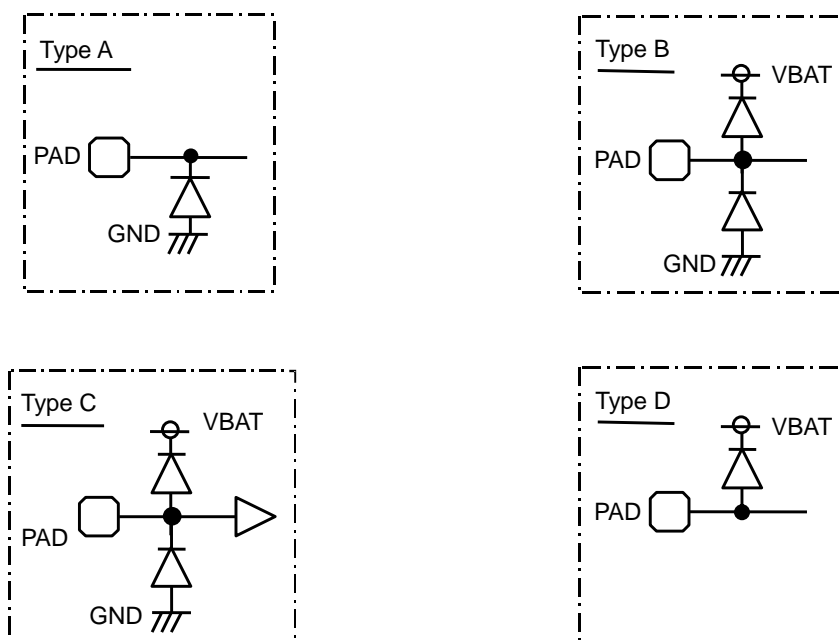 Type A
PAD
GND
Type B
VBAT
PAD
GND
Type C
VBAT
PAD
GND
Type D
VBAT
PAD